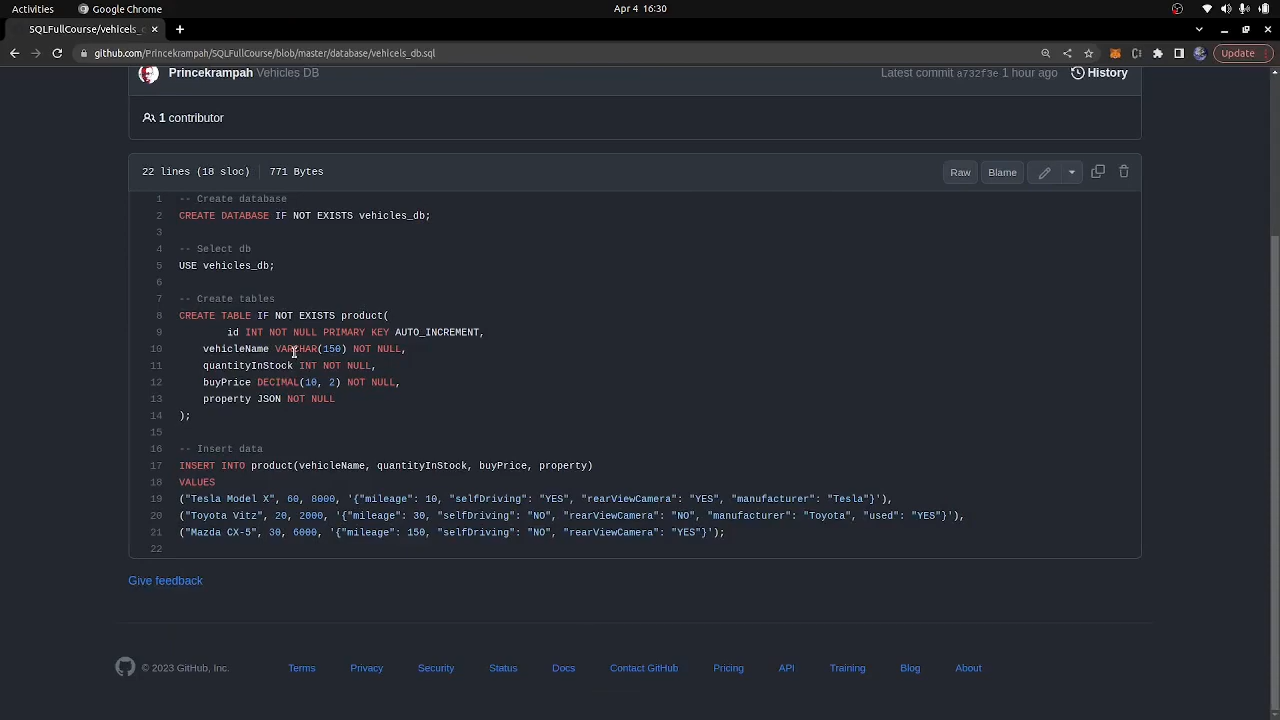 Activities
Google Chrome
Apr 4 16:30
SQLFullCourse/vehicels_d
github.com/Princekrampah/SQLFullCourse/blob/master/database/vehicels_db.sql
Update
Princekrampah Vehicles DB
Latest commit a732f3e 1 hour ago
History
1 contributor
22 lines (18 sloc)
771 Bytes
Raw
Blame
1 -- Create database
2 CREATE DATABASE IF NOT EXISTS vehicles_db;
3
4 -- Select db
5 USE vehicles_db;
6
7 -- Create tables
8 CREATE TABLE IF NOT EXISTS product(
9 id INT NOT NULL PRIMARY KEY AUTO_INCREMENT,
10 vehicleName VARCHAR(150) NOT NULL,
11 quantityInStock INT NOT NULL,
12 buyPrice DECIMAL(10, 2) NOT NULL,
13 property JSON NOT NULL
14 );
15
16 -- Insert data
17 INSERT INTO product(vehicleName, quantityInStock, buyPrice, property)
18 VALUES
19 ("Tesla Model X", 60, 8000, '{"mileage": 10, "selfDriving": "YES", "rearViewCamera": "YES", "manufacturer": "Tesla"}'),
20 ("Toyota Vitz", 20, 2000, '{"mileage": 30, "selfDriving": "NO", "rearViewCamera": "NO", "manufacturer": "Toyota", "used": "YES"}'),
21 ("Mazda CX-5", 30, 6000, '{"mileage": 150, "selfDriving": "NO", "rearViewCamera": "YES"}');
22
Give feedback
© 2023 GitHub, Inc.
Terms
Privacy
Security
Status
Docs
Contact GitHub
Pricing
API
Training
Blog
About